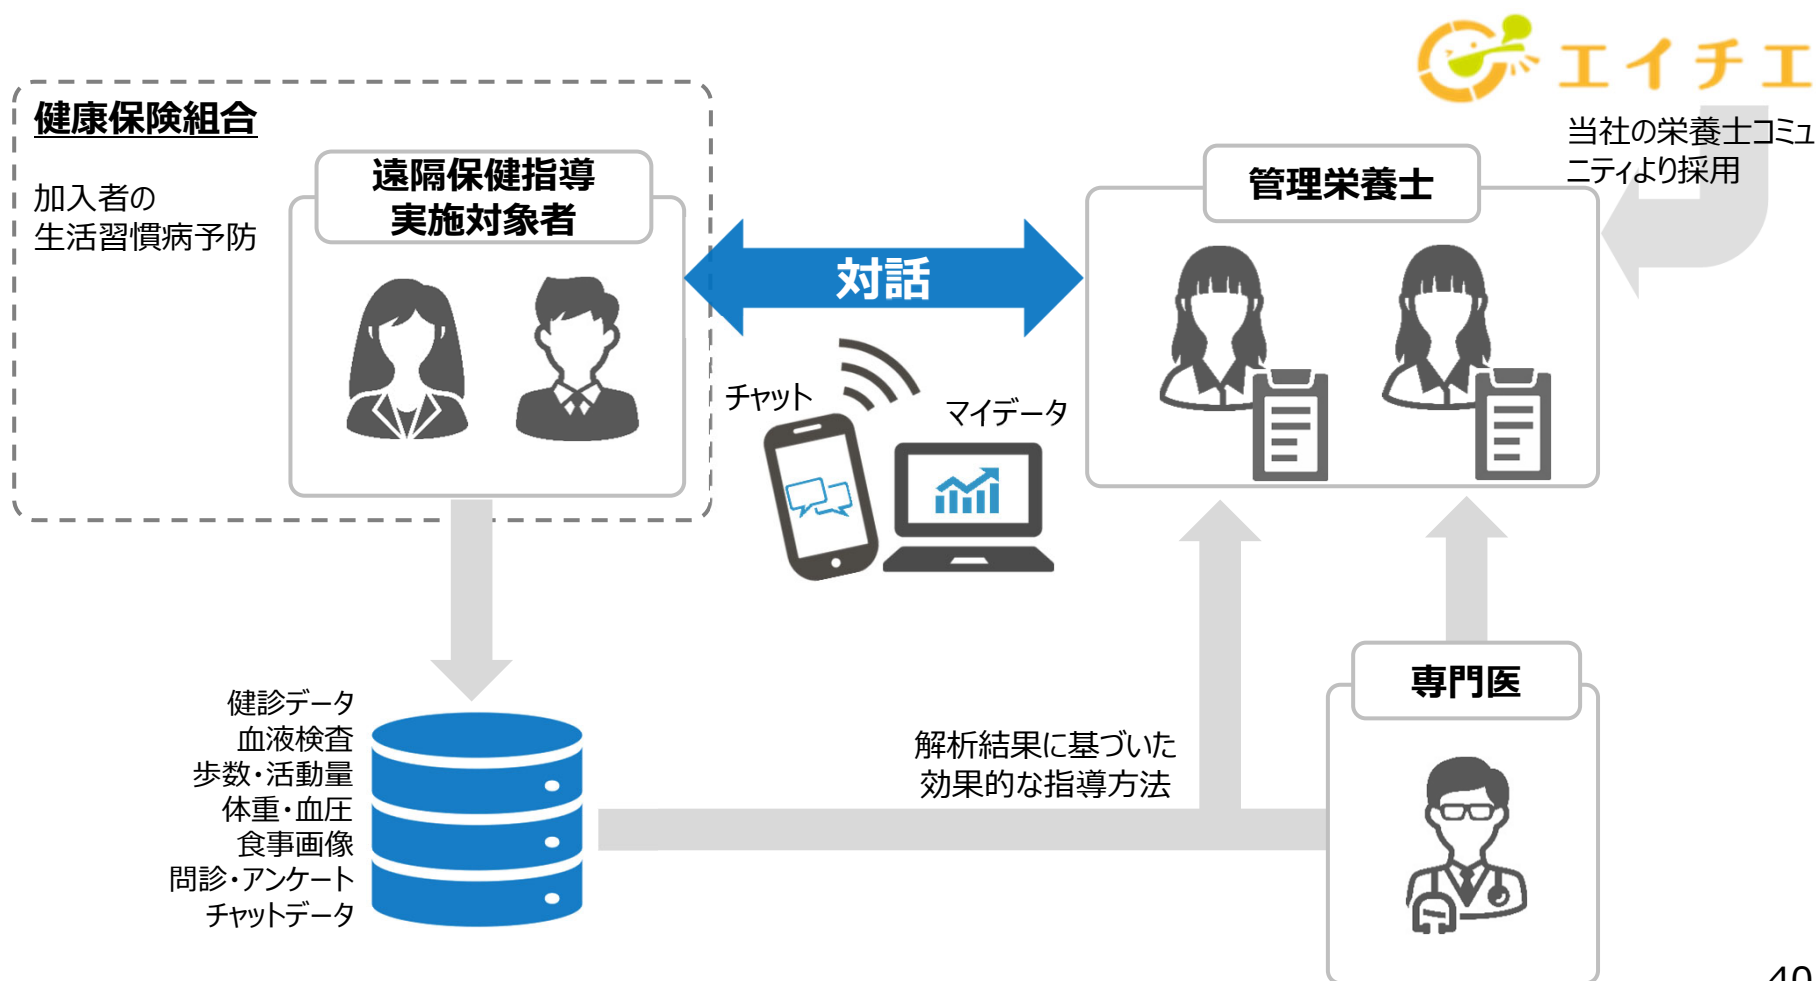 エイチエ
当社の栄養士コミュ
ニティより採用
健康保険組合
加入者の
生活習慣病予防
遠隔保健指導
実施対象者
対話
管理栄養士
チャット
マイデータ
専門医
健診データ
血液検査
歩数・活動量
体重・血圧
食事画像
問診・アンケート
チャットデータ
解析結果に基づいた
効果的な指導方法
40